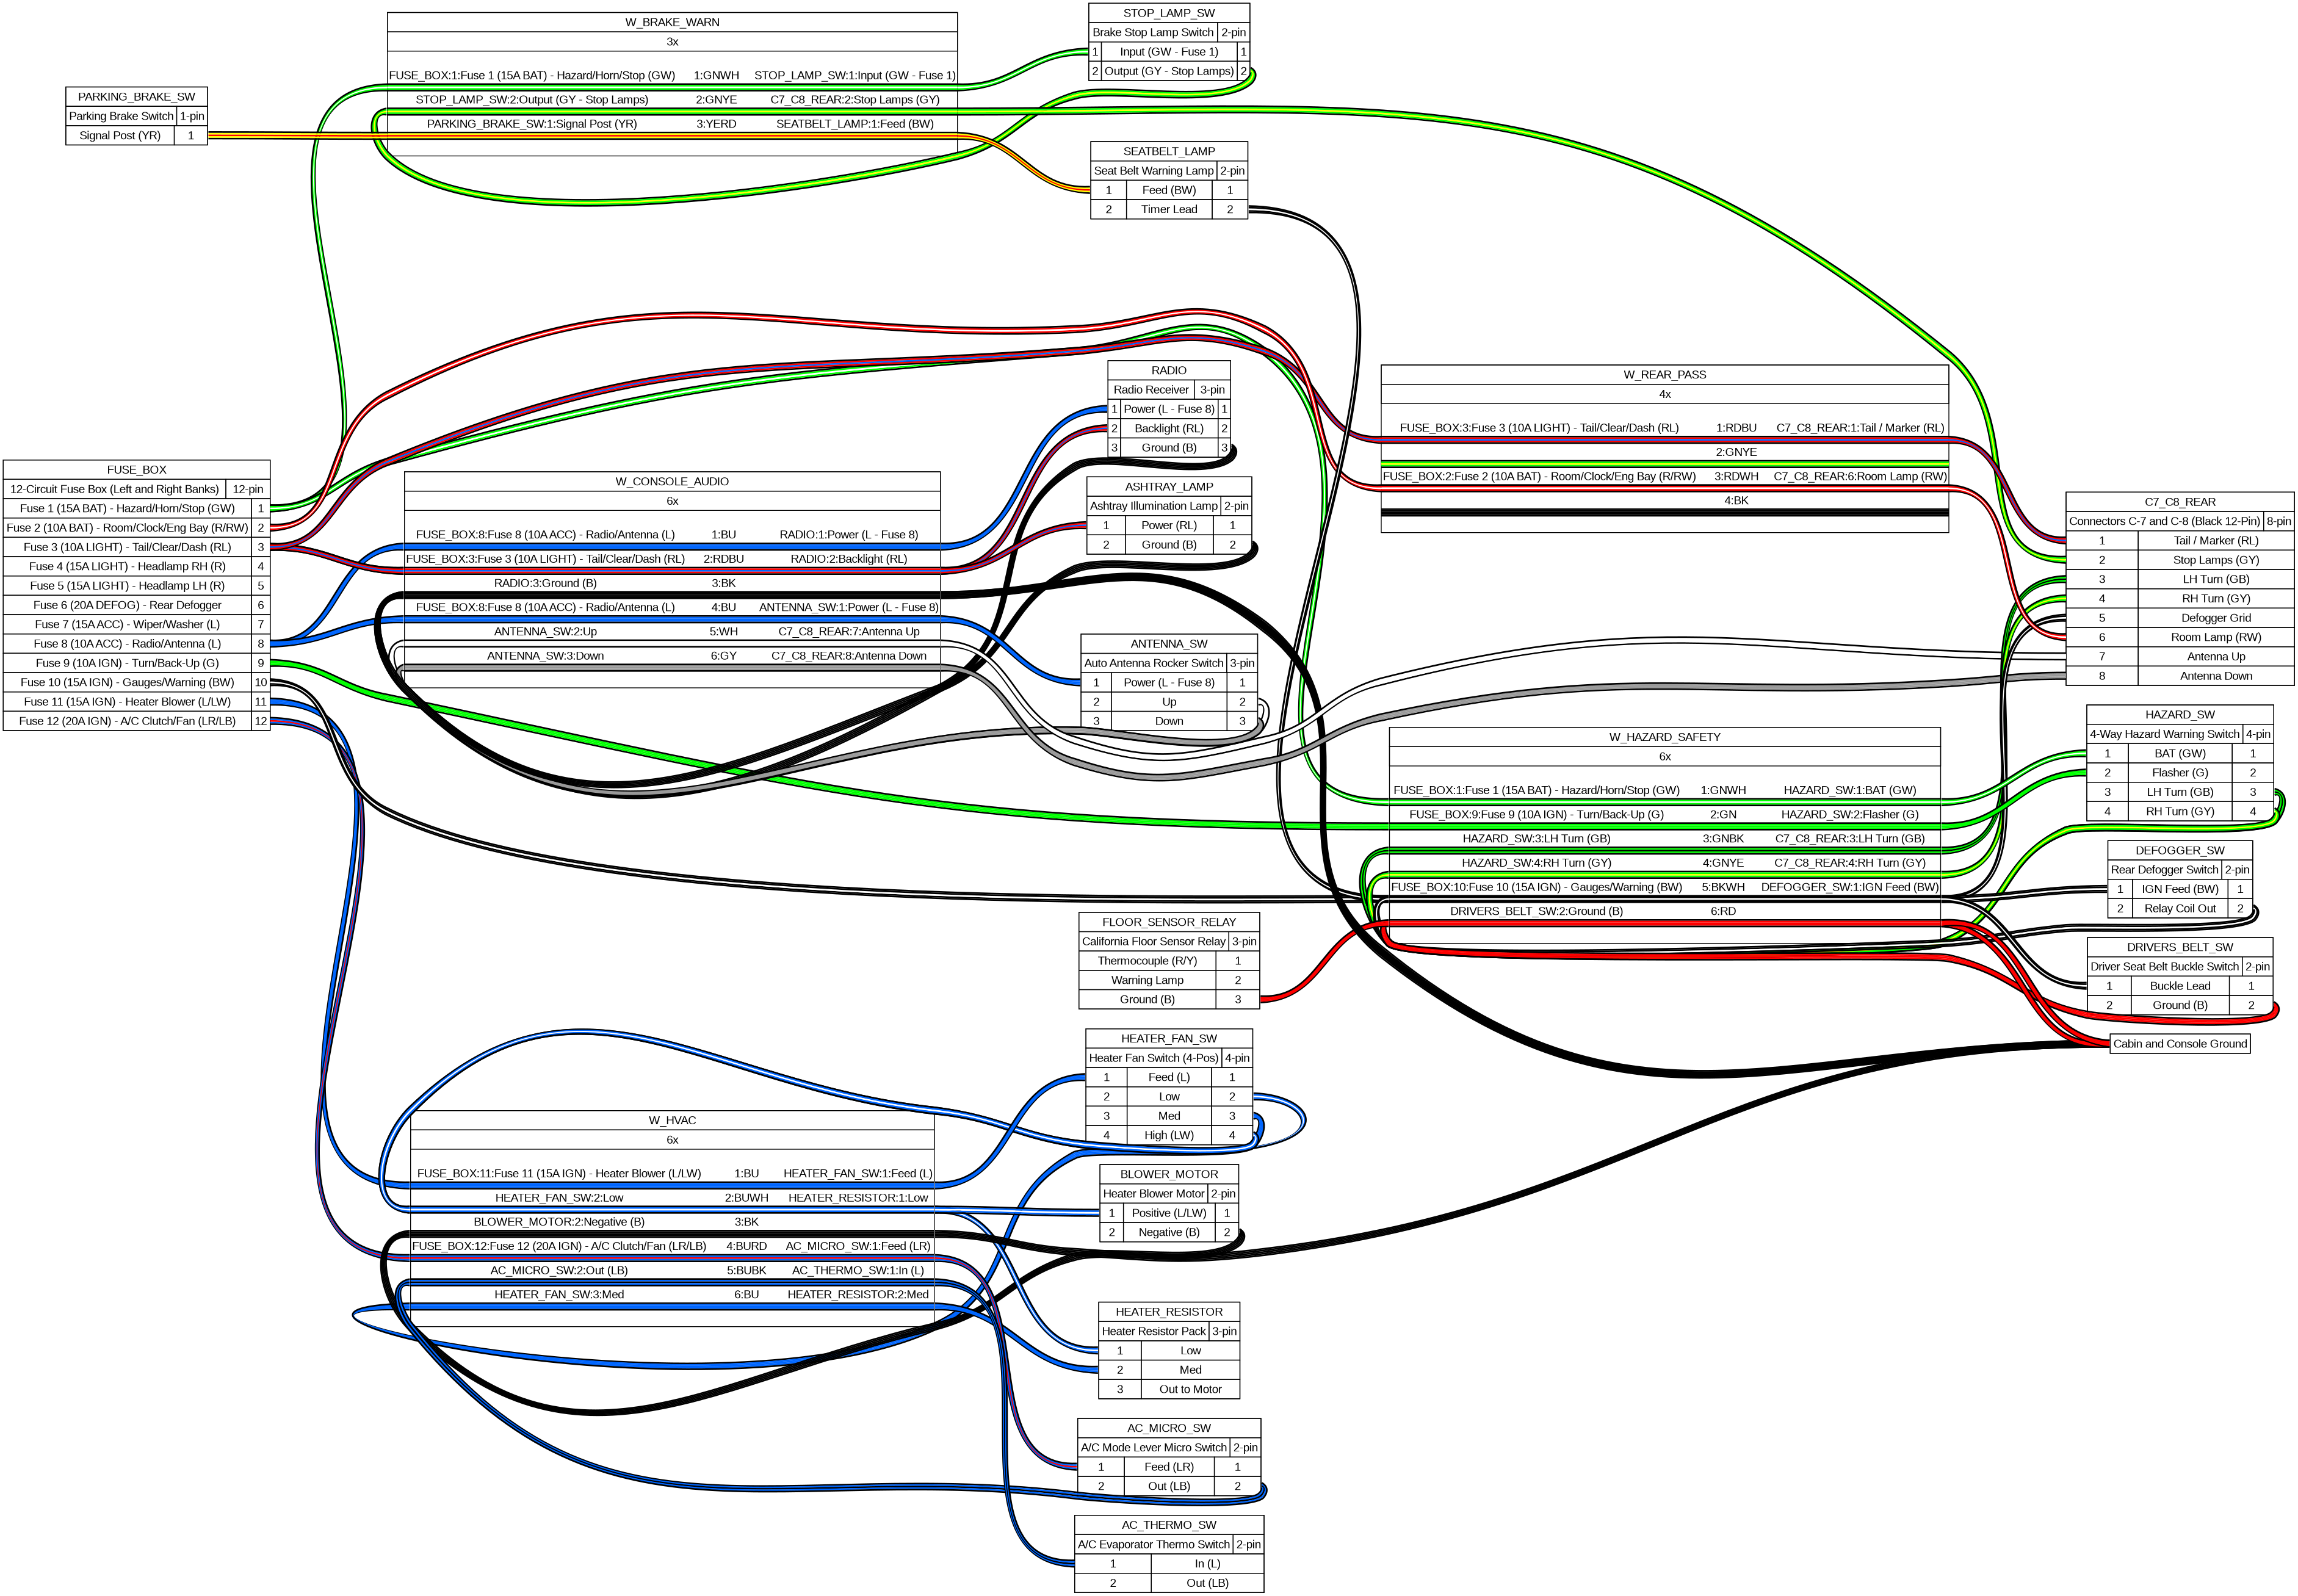 W_BRAKE_WARN
3x
FUSE_BOX:1:Fuse 1 (15A BAT) - Hazard/Horn/Stop (GW) 1:GNWH STOP_LAMP_SW:1:Input (GW - Fuse 1)
STOP_LAMP_SW:2:Output (GY - Stop Lamps) 2:GNYE C7_C8_REAR:2:Stop Lamps (GY)
PARKING_BRAKE_SW:1:Signal Post (YR) 3:YERD SEATBELT_LAMP:1:Feed (BW)
STOP_LAMP_SW
Brake Stop Lamp Switch 2-pin
1 Input (GW - Fuse 1) 1
2 Output (GY - Stop Lamps) 2
PARKING_BRAKE_SW
Parking Brake Switch 1-pin
Signal Post (YR) 1
SEATBELT_LAMP
Seat Belt Warning Lamp 2-pin
1 Feed (BW) 1
2 Timer Lead 2
RADIO
Radio Receiver 3-pin
1 Power (L - Fuse 8) 1
2 Backlight (RL) 2
3 Ground (B) 3
W_REAR_PASS
4x
FUSE_BOX:3:Fuse 3 (10A LIGHT) - Tail/Clear/Dash (RL) 1:RDBU C7_C8_REAR:1:Tail / Marker (RL)
2:GNYE
FUSE_BOX:2:Fuse 2 (10A BAT) - Room/Clock/Eng Bay (R/RW) 3:RDWH C7_C8_REAR:6:Room Lamp (RW)
4:BK
FUSE_BOX
12-Circuit Fuse Box (Left and Right Banks) 12-pin
Fuse 1 (15A BAT) - Hazard/Horn/Stop (GW) 1
Fuse 2 (10A BAT) - Room/Clock/Eng Bay (R/RW) 2
Fuse 3 (10A LIGHT) - Tail/Clear/Dash (RL) 3
Fuse 4 (15A LIGHT) - Headlamp RH (R) 4
Fuse 5 (15A LIGHT) - Headlamp LH (R) 5
Fuse 6 (20A DEFOG) - Rear Defogger 6
Fuse 7 (15A ACC) - Wiper/Washer (L) 7
Fuse 8 (10A ACC) - Radio/Antenna (L) 8
Fuse 9 (10A IGN) - Turn/Back-Up (G) 9
Fuse 10 (15A IGN) - Gauges/Warning (BW) 10
Fuse 11 (15A IGN) - Heater Blower (L/LW) 11
Fuse 12 (20A IGN) - A/C Clutch/Fan (LR/LB) 12
W_CONSOLE_AUDIO
6x
FUSE_BOX:8:Fuse 8 (10A ACC) - Radio/Antenna (L) 1:BU RADIO:1:Power (L - Fuse 8)
FUSE_BOX:3:Fuse 3 (10A LIGHT) - Tail/Clear/Dash (RL) 2:RDBU RADIO:2:Backlight (RL)
RADIO:3:Ground (B) 3:BK
FUSE_BOX:8:Fuse 8 (10A ACC) - Radio/Antenna (L) 4:BU ANTENNA_SW:1:Power (L - Fuse 8)
ANTENNA_SW:2:Up 5:WH C7_C8_REAR:7:Antenna Up
ANTENNA_SW:3:Down 6:GY C7_C8_REAR:8:Antenna Down
ASHTRAY_LAMP
Ashtray Illumination Lamp 2-pin
1 Power (RL) 1
2 Ground (B) 2
ANTENNA_SW
Auto Antenna Rocker Switch 3-pin
1 Power (L - Fuse 8) 1
2 Up 2
3 Down 3
C7_C8_REAR
Connectors C-7 and C-8 (Black 12-Pin) 8-pin
1 Tail / Marker (RL)
2 Stop Lamps (GY)
3 LH Turn (GB)
4 RH Turn (GY)
5 Defogger Grid
6 Room Lamp (RW)
7 Antenna Up
8 Antenna Down
W_HAZARD_SAFETY
6x
FUSE_BOX:1:Fuse 1 (15A BAT) - Hazard/Horn/Stop (GW) 1:GNWH HAZARD_SW:1:BAT (GW)
FUSE_BOX:9:Fuse 9 (10A IGN) - Turn/Back-Up (G) 2:GN HAZARD_SW:2:Flasher (G)
HAZARD_SW:3:LH Turn (GB) 3:GNBK C7_C8_REAR:3:LH Turn (GB)
HAZARD_SW:4:RH Turn (GY) 4:GNYE C7_C8_REAR:4:RH Turn (GY)
FUSE_BOX:10:Fuse 10 (15A IGN) - Gauges/Warning (BW) 5:BKWH DEFOGGER_SW:1:IGN Feed (BW)
DRIVERS_BELT_SW:2:Ground (B) 6:RD
HAZARD_SW
4-Way Hazard Warning Switch 4-pin
1 BAT (GW) 1
2 Flasher (G) 2
3 LH Turn (GB) 3
4 RH Turn (GY) 4
DEFOGGER_SW
Rear Defogger Switch 2-pin
1 IGN Feed (BW) 1
2 Relay Coil Out 2
FLOOR_SENSOR_RELAY
California Floor Sensor Relay 3-pin
Thermocouple (R/Y) 1
Warning Lamp 2
Ground (B) 3
DRIVERS_BELT_SW
Driver Seat Belt Buckle Switch 2-pin
1 Buckle Lead 1
2 Ground (B) 2
Cabin and Console Ground
HEATER_FAN_SW
Heater Fan Switch (4-Pos) 4-pin
1 Feed (L) 1
2 Low 2
3 Med 3
4 High (LW) 4
W_HVAC
6x
FUSE_BOX:11:Fuse 11 (15A IGN) - Heater Blower (L/LW) 1:BU HEATER_FAN_SW:1:Feed (L)
HEATER_FAN_SW:2:Low 2:BUWH HEATER_RESISTOR:1:Low
BLOWER_MOTOR:2:Negative (B) 3:BK
FUSE_BOX:12:Fuse 12 (20A IGN) - A/C Clutch/Fan (LR/LB) 4:BURD AC_MICRO_SW:1:Feed (LR)
AC_MICRO_SW:2:Out (LB) 5:BUBK AC_THERMO_SW:1:In (L)
HEATER_FAN_SW:3:Med 6:BU HEATER_RESISTOR:2:Med
BLOWER_MOTOR
Heater Blower Motor 2-pin
1 Positive (L/LW) 1
2 Negative (B) 2
HEATER_RESISTOR
Heater Resistor Pack 3-pin
1 Low
2 Med
3 Out to Motor
AC_MICRO_SW
A/C Mode Lever Micro Switch 2-pin
1 Feed (LR) 1
2 Out (LB) 2
AC_THERMO_SW
A/C Evaporator Thermo Switch 2-pin
1 In (L)
2 Out (LB)